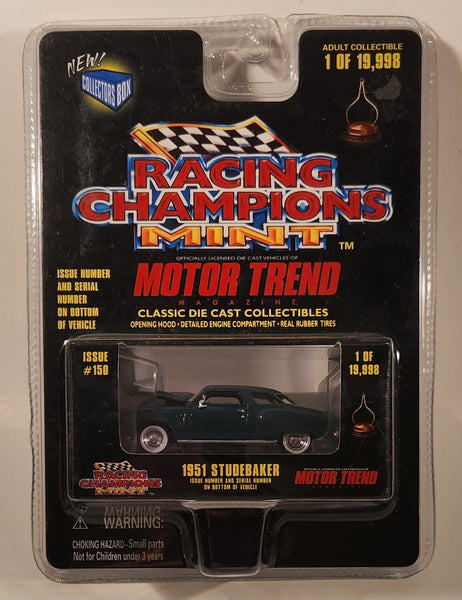 NEW!
COLLECTORS BOX
ADULT COLLECTIBLE
1 OF 19,998
RACING
CHAMPIONS
MINT™
OFFICIALLY LICENSED DIE CAST VEHICLES OF
MOTOR TREND
MAGAZINE
CLASSIC DIE CAST COLLECTIBLES
OPENING HOOD • DETAILED ENGINE COMPARTMENT • REAL RUBBER TIRES
ISSUE NUMBER
AND SERIAL
NUMBER
ON BOTTOM
OF VEHICLE
ISSUE
#150
1 OF
19,998
RACING
CHAMPIONS
MINT
1951 STUDEBAKER
ISSUE NUMBER AND SERIAL NUMBER
ON BOTTOM OF VEHICLE
MOTOR TREND
MAGAZINE
WARNING:
CHOKING HAZARD–Small parts
Not for Children under 3 years